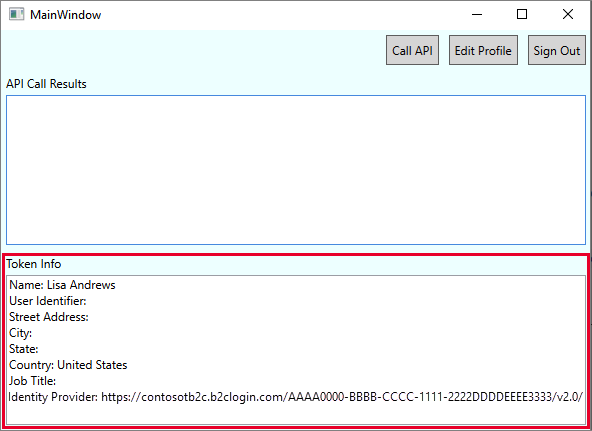 MainWindow
Call API
Edit Profile
Sign Out
API Call Results
Token Info
Name: Lisa Andrews
User Identifier:
Street Address:
City:
State:
Country: United States
Job Title:
Identity Provider: https://contosotb2c.b2clogin.com/AAAA0000-BBBB-CCCC-1111-2222DDDDEEEE3333/v2.0/